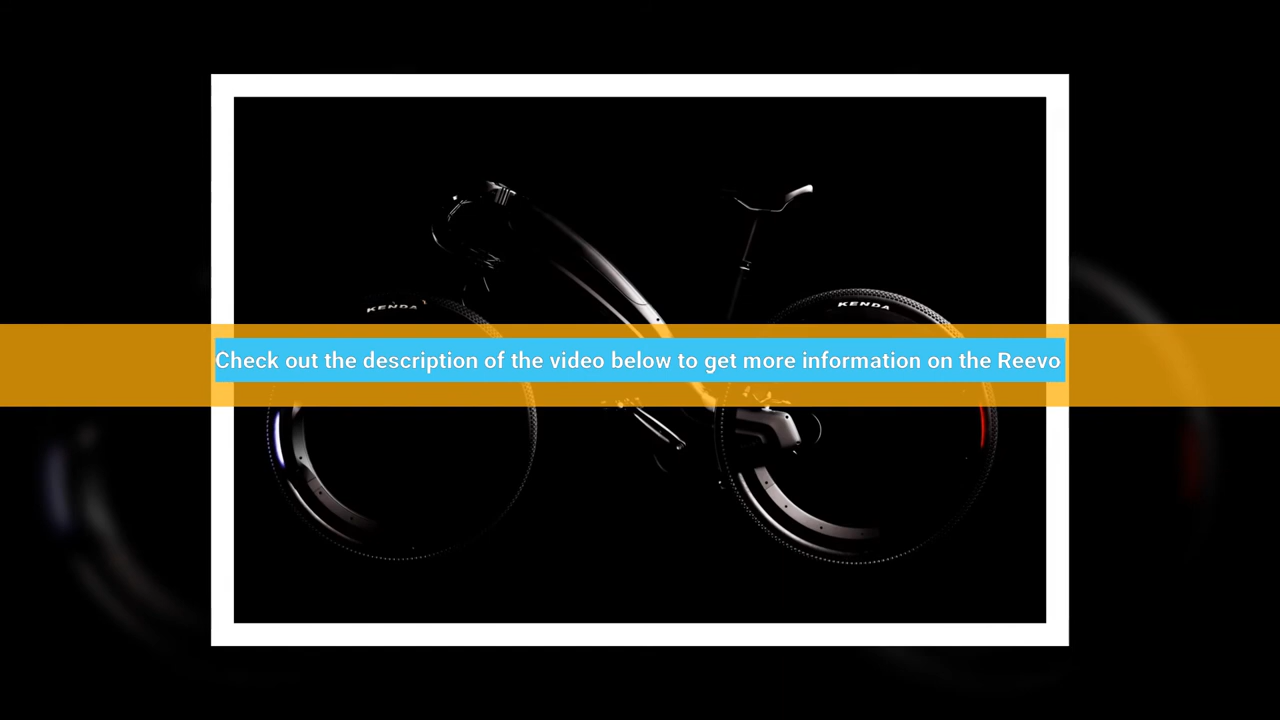 KENDA
KENDA
Check out the description of the video below to get more information on the Reevo